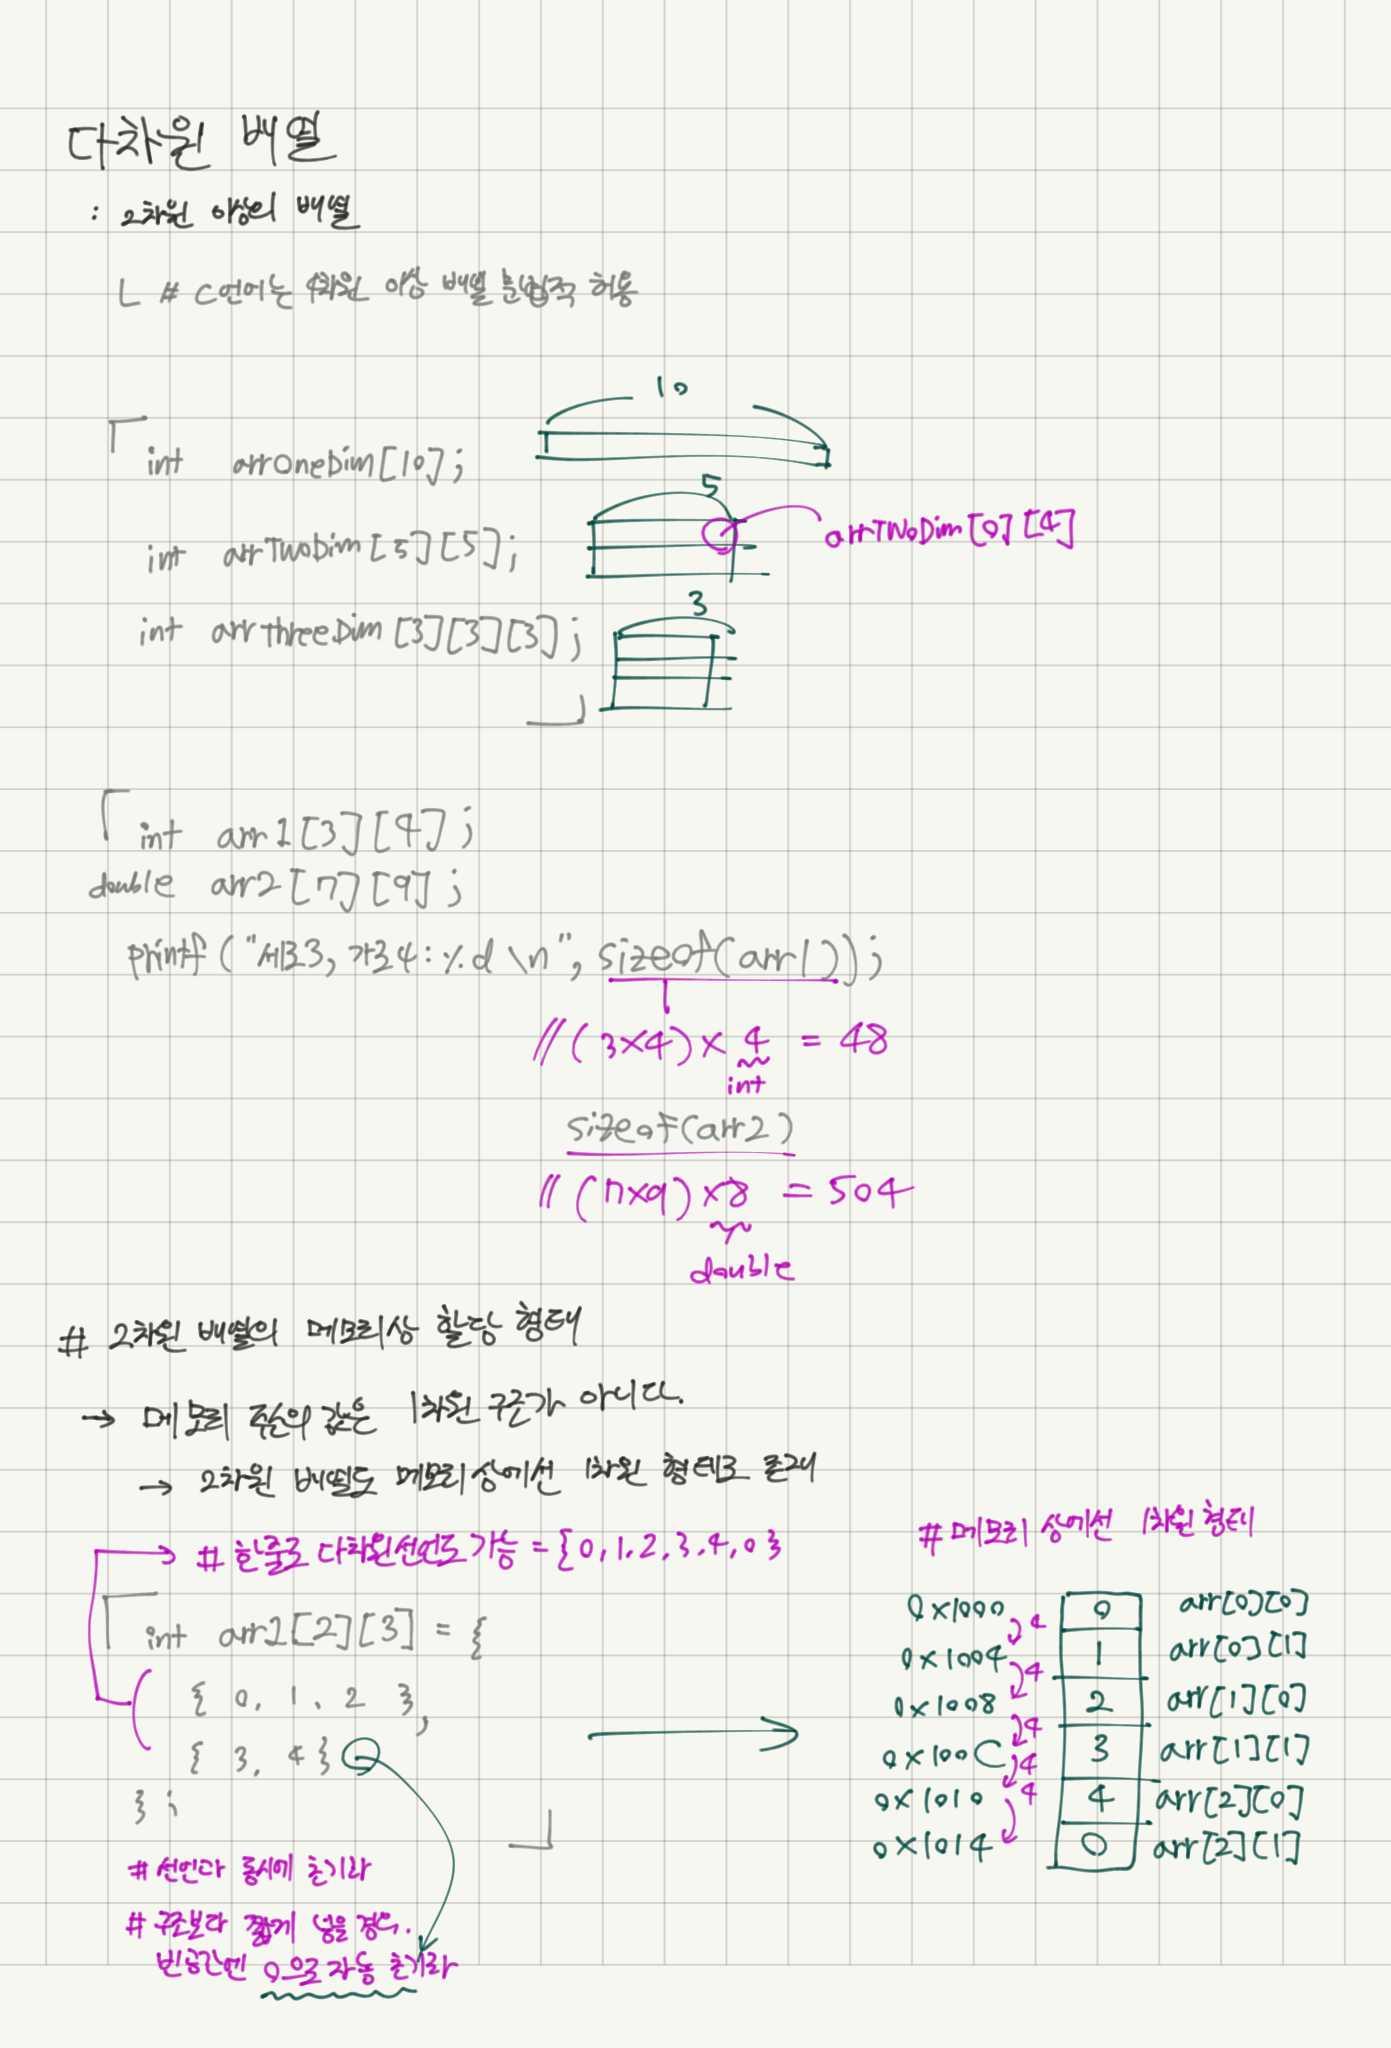 다차원 배열
: 2차원 이상의 배열
L # C언어는 4차원 이상 배열 문법적 허용
10
int arrOneDim[10];
5
int arrTwoDim[5][5];
arrTwoDim[0][4]
3
int arrthreeDim[3][3][3];
int arr1[3][4];
double arr2[7][9];
printf("세로3, 가로4:%d\n", sizeof(arr1));
//(3×4)×4 = 48
int
sizeof(arr2)
//(7×9)×8 = 504
double
# 2차원 배열의 메모리상 할당 형태
→ 메모리 주소의 값은 1차원 구조가 아니다.
→ 2차원 배열도 메모리상에선 1차원 형태로 존재
# 한줄로 다차원선언도 가능 = {0,1,2,3,4,0}
int arr1[2][3] = {
{ 0, 1, 2 },
{ 3, 4 }
};
# 선언과 동시에 초기화
# 구조보다 짧게 넣을 경우.
빈공간엔 0으로 자동 초기화
# 메모리 상에선 1차원 형태
0x1000 0 arr[0][0]
4
0x1004 1 arr[0][1]
4
0x1008 2 arr[1][0]
4
0x100C 3 arr[1][1]
4
0x1010 4 arr[2][0]
4
0x1014 0 arr[2][1]